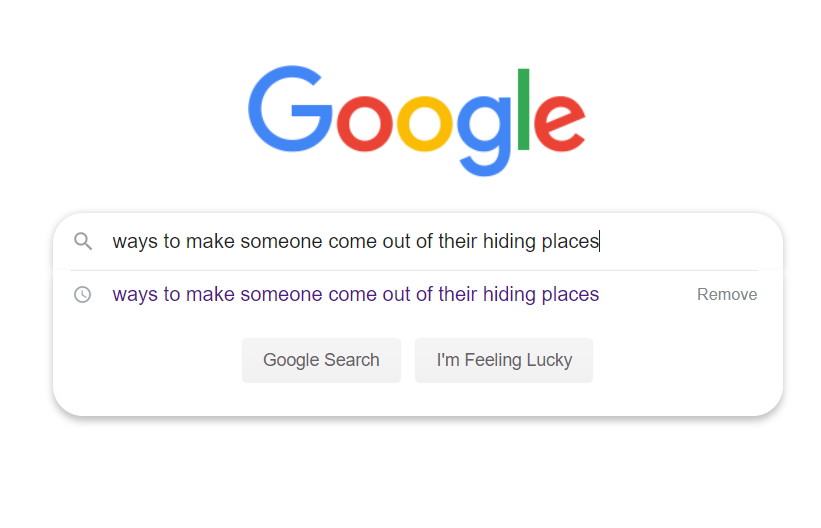 Google
ways to make someone come out of their hiding places
ways to make someone come out of their hiding places Remove
Google Search I'm Feeling Lucky